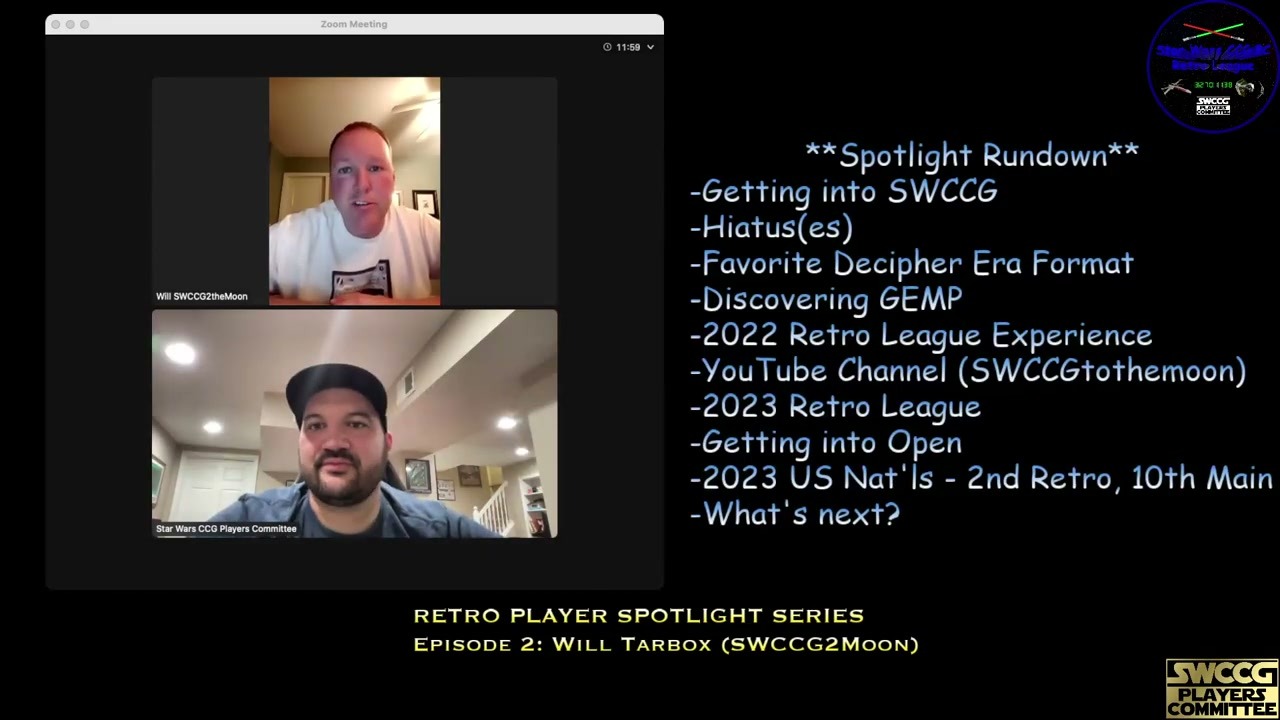 Zoom Meeting
11:59
Will SWCCG2theMoon
Star Wars CCG Players Committee
Retro League
3270 1138
SWCCG
PLAYERS
COMMITTEE
**Spotlight Rundown**
-Getting into SWCCG
-Hiatus(es)
-Favorite Decipher Era Format
-Discovering GEMP
-2022 Retro League Experience
-YouTube Channel (SWCCGtothemoon)
-2023 Retro League
-Getting into Open
-2023 US Nat'ls - 2nd Retro, 10th Main
-What's next?
RETRO PLAYER SPOTLIGHT SERIES
Episode 2: Will Tarbox (SWCCG2Moon)
SWCCG
PLAYERS
COMMITTEE